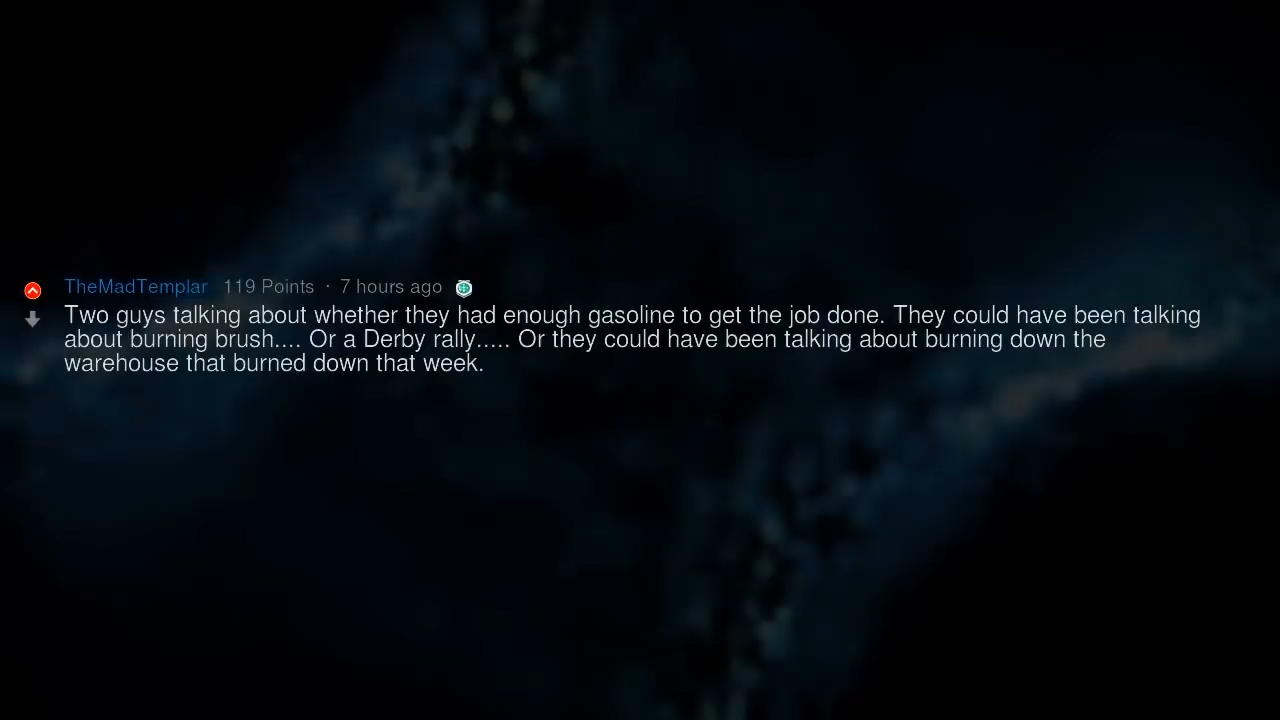 TheMadTemplar 119 Points · 7 hours ago
Two guys talking about whether they had enough gasoline to get the job done. They could have been talking
about burning brush.... Or a Derby rally..... Or they could have been talking about burning down the
warehouse that burned down that week.